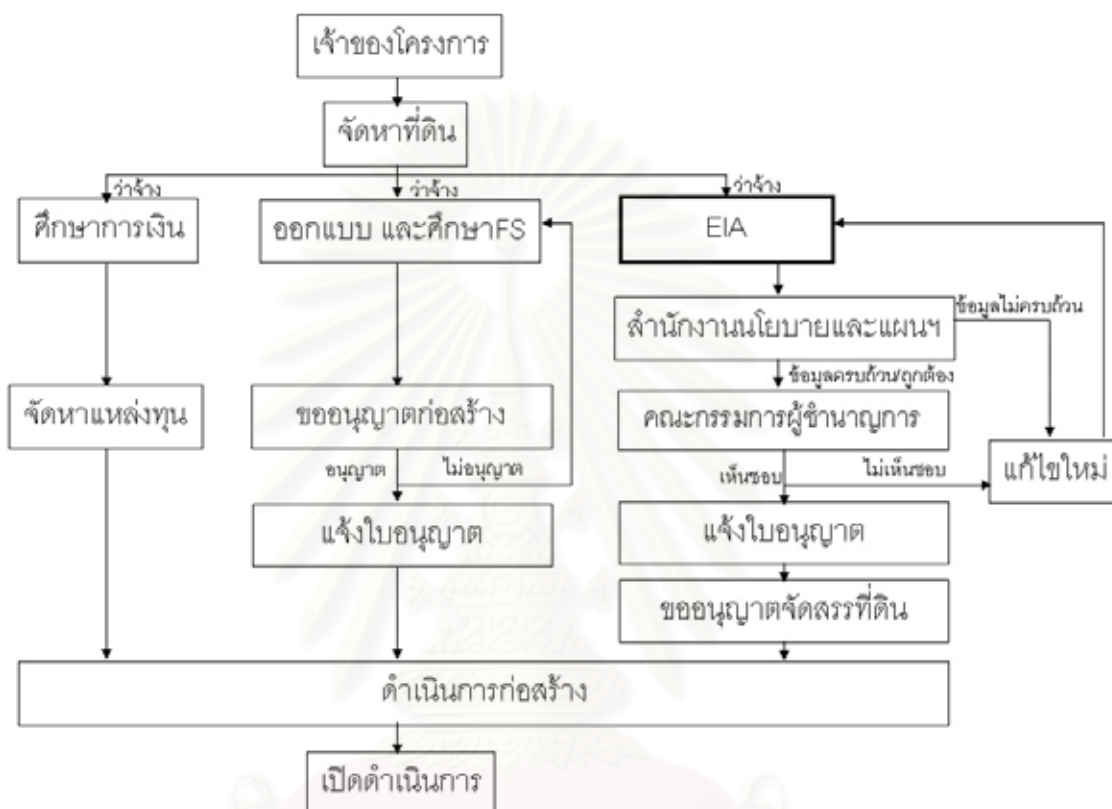 เจ้าของโครงการ
จัดหาที่ดิน
ว่าจ้าง
ว่าจ้าง
ว่าจ้าง
ศึกษาการเงิน
ออกแบบ และศึกษาFS
EIA
สำนักงานนโยบายและแผนฯ
ข้อมูลไม่ครบถ้วน
ข้อมูลครบถ้วน/ถูกต้อง
จัดหาแหล่งทุน
ขออนุญาตก่อสร้าง
คณะกรรมการผู้ชำนาญการ
อนุญาต
ไม่อนุญาต
เห็นชอบ
ไม่เห็นชอบ
แก้ไขใหม่
แจ้งใบอนุญาต
แจ้งใบอนุญาต
ขออนุญาตจัดสรรที่ดิน
ดำเนินการก่อสร้าง
เปิดดำเนินการ